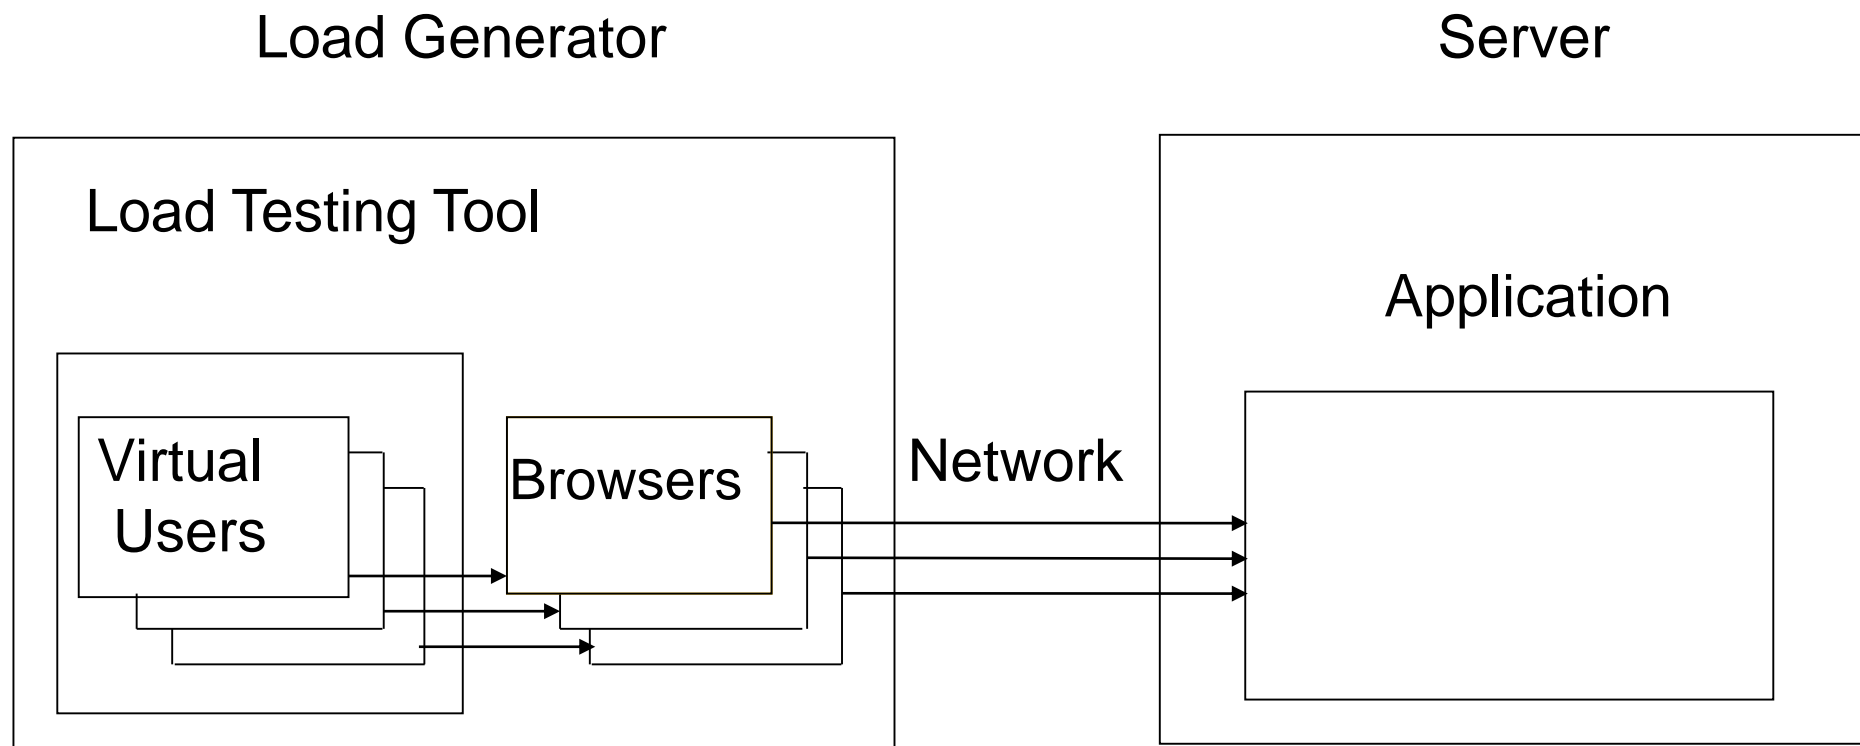 Load Generator
Server
Load Testing Tool
Application
Virtual
Users
Browsers
Network